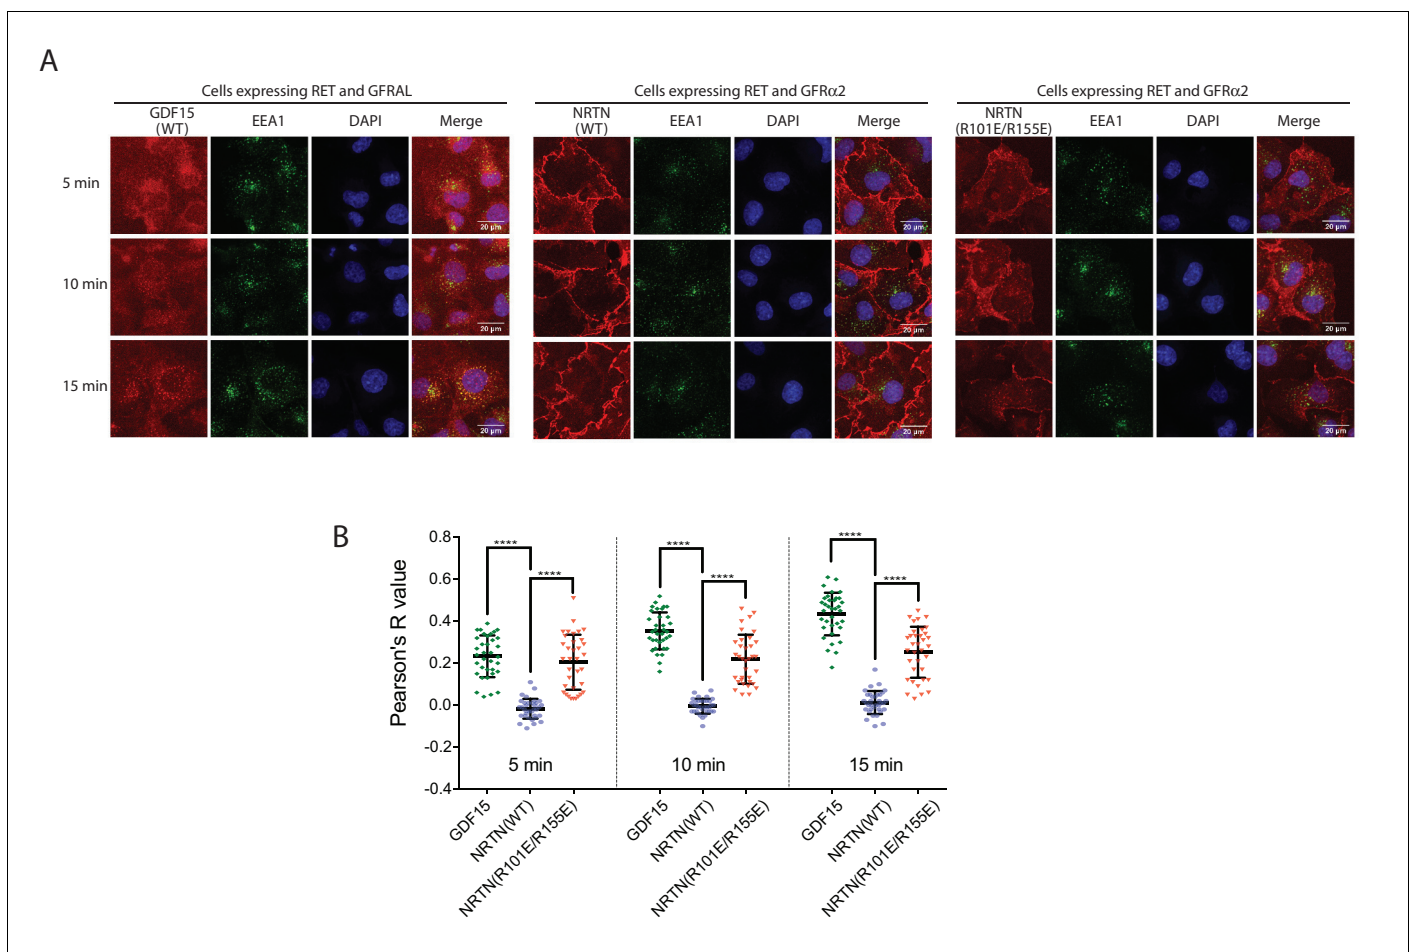 A
Cells expressing RET and GFRAL
Cells expressing RET and GFRα2
Cells expressing RET and GFRα2
GDF15
(WT)
EEA1
DAPI
Merge
NRTN
(WT)
EEA1
DAPI
Merge
NRTN
(R101E/R155E)
EEA1
DAPI
Merge
5 min
20 µm
20 µm
20 µm
10 min
20 µm
20 µm
20 µm
15 min
20 µm
20 µm
20 µm
B
Pearson's R value
0.8
0.6
0.4
0.2
0.0
-0.2
-0.4
****
****
****
****
****
****
5 min
10 min
15 min
GDF15
NRTN(WT)
NRTN(R101E/R155E)
GDF15
NRTN(WT)
NRTN(R101E/R155E)
GDF15
NRTN(WT)
NRTN(R101E/R155E)